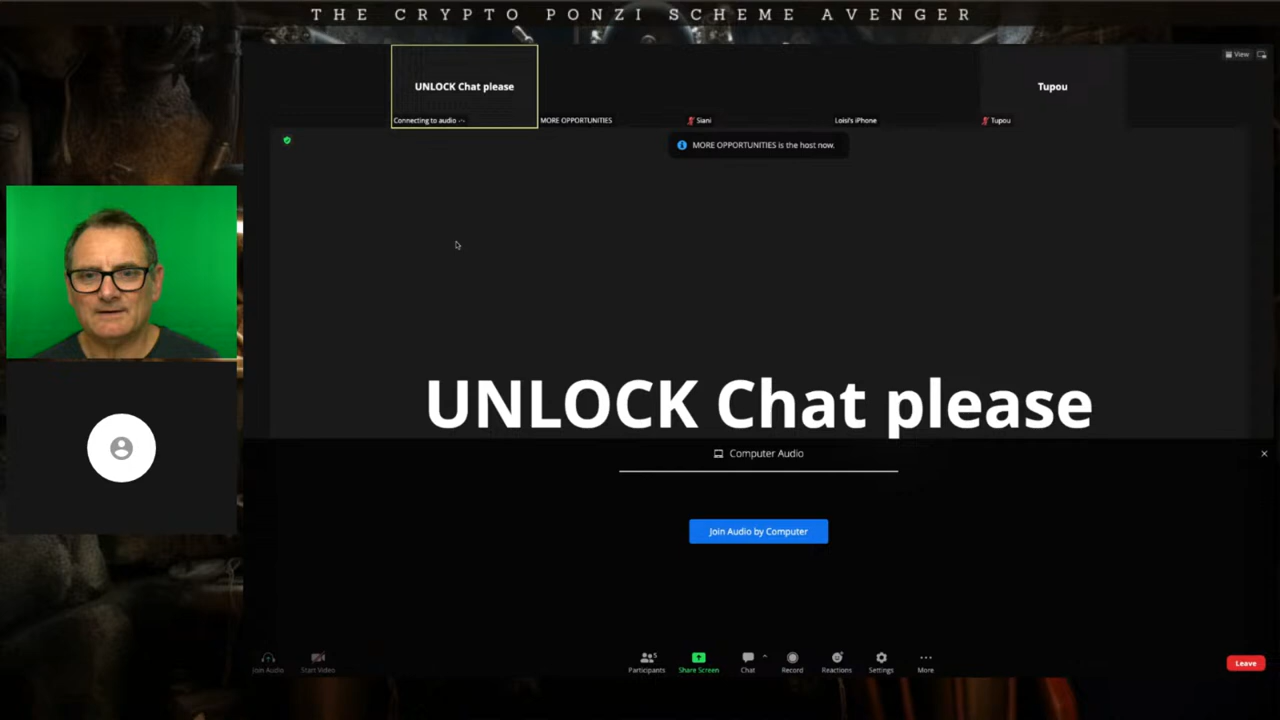 THE CRYPTO PONZI SCHEME AVENGER
View
UNLOCK Chat please
Tupou
Connecting to audio
MORE OPPORTUNITIES
Siani
Loisi's iPhone
Tupou
MORE OPPORTUNITIES is the host now.
UNLOCK Chat please
Computer Audio
Join Audio by Computer
Join Audio
Start Video
5
Participants
Share Screen
Chat
Record
Reactions
Settings
More
Leave